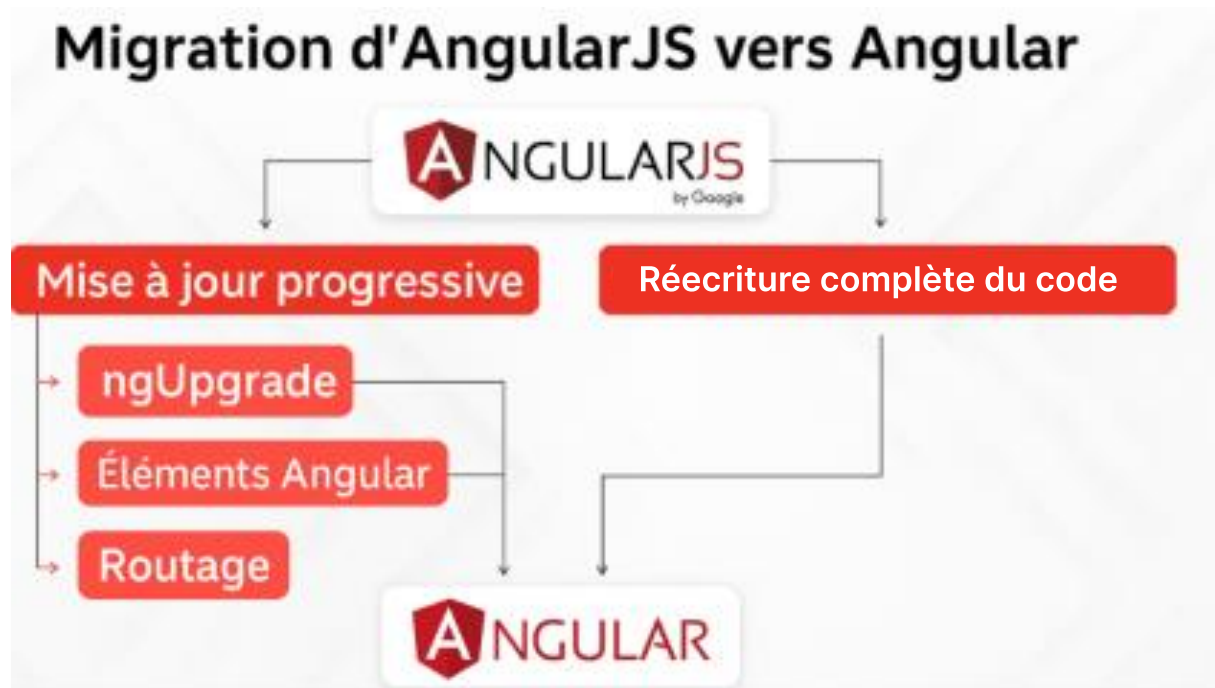 Migration d'AngularJS vers Angular
ANGULARJS
by Google
Mise à jour progressive
Réecriture complète du code
ngUpgrade
Éléments Angular
Routage
ANGULAR